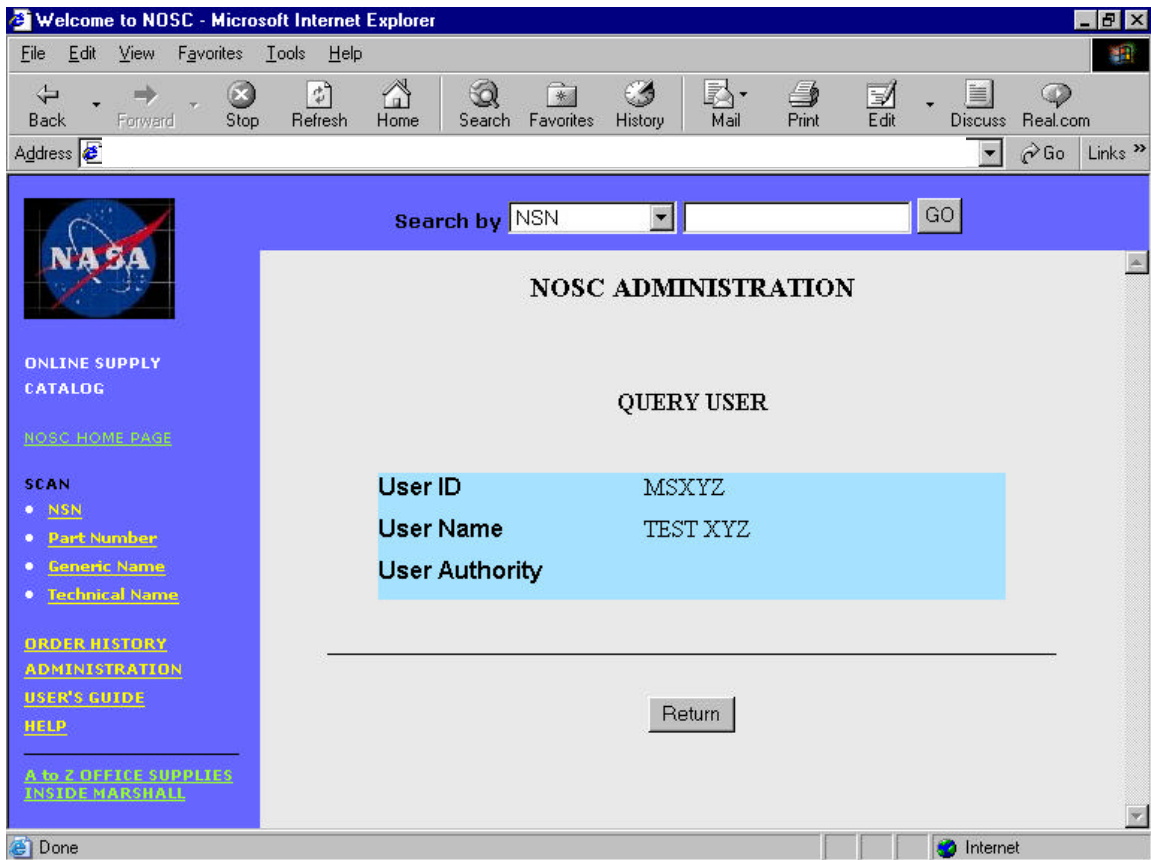 Welcome to NOSC - Microsoft Internet Explorer
File Edit View Favorites Tools Help
Back Forward Stop Refresh Home Search Favorites History Mail Print Edit Discuss Real.com
Address Go Links »
NASA
Search by NSN GO
NOSC ADMINISTRATION
ONLINE SUPPLY
CATALOG
NOSC HOME PAGE
SCAN
NSN
Part Number
Generic Name
Technical Name
ORDER HISTORY
ADMINISTRATION
USER'S GUIDE
HELP
A to Z OFFICE SUPPLIES
INSIDE MARSHALL
QUERY USER
User ID MSXYZ
User Name TEST XYZ
User Authority
Return
Done Internet